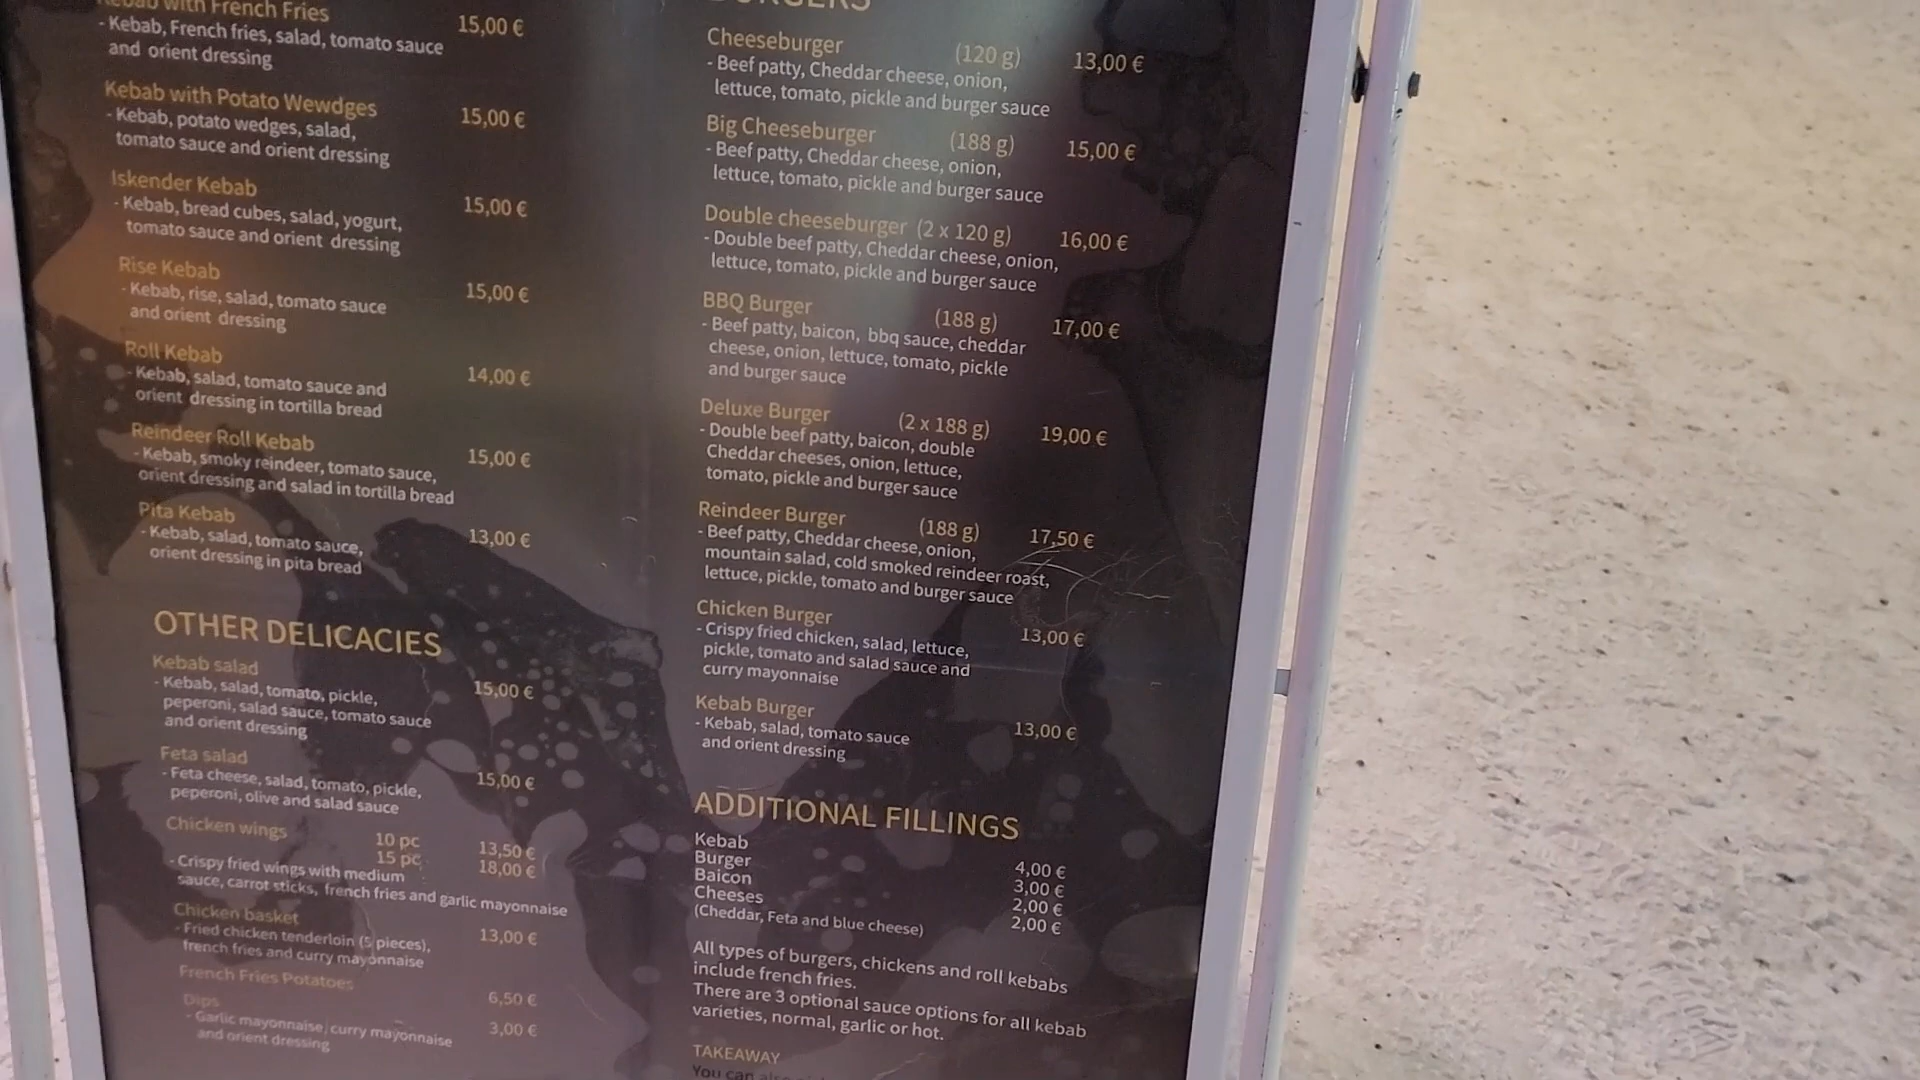 Kebab with French Fries 15,00 €
- Kebab, French fries, salad, tomato sauce
and orient dressing
Kebab with Potato Wewdges 15,00 €
- Kebab, potato wedges, salad,
tomato sauce and orient dressing
Iskender Kebab 15,00 €
- Kebab, bread cubes, salad, yogurt,
tomato sauce and orient dressing
Rise Kebab 15,00 €
- Kebab, rise, salad, tomato sauce
and orient dressing
Roll Kebab 14,00 €
- Kebab, salad, tomato sauce and
orient dressing in tortilla bread
Reindeer Roll Kebab 15,00 €
- Kebab, smoky reindeer, tomato sauce,
orient dressing and salad in tortilla bread
Pita Kebab 13,00 €
- Kebab, salad, tomato sauce,
orient dressing in pita bread
OTHER DELICACIES
Kebab salad 15,00 €
- Kebab, salad, tomato, pickle,
peperoni, salad sauce, tomato sauce
and orient dressing
Feta salad 15,00 €
- Feta cheese, salad, tomato, pickle,
peperoni, olive and salad sauce
Chicken wings 10 pc 13,50 €
15 pc 18,00 €
- Crispy fried wings with medium
sauce, carrot sticks, french fries and garlic mayonnaise
Chicken basket 13,00 €
- Fried chicken tenderloin (5 pieces),
french fries and curry mayonnaise
French Fries Potatoes 6,50 €
Dips 3,00 €
- Garlic mayonnaise, curry mayonnaise
and orient dressing
BURGERS
Cheeseburger (120 g) 13,00 €
- Beef patty, Cheddar cheese, onion,
lettuce, tomato, pickle and burger sauce
Big Cheeseburger (188 g) 15,00 €
- Beef patty, Cheddar cheese, onion,
lettuce, tomato, pickle and burger sauce
Double cheeseburger (2 x 120 g) 16,00 €
- Double beef patty, Cheddar cheese, onion,
lettuce, tomato, pickle and burger sauce
BBQ Burger (188 g) 17,00 €
- Beef patty, baicon, bbq sauce, cheddar
cheese, onion, lettuce, tomato, pickle
and burger sauce
Deluxe Burger (2 x 188 g) 19,00 €
- Double beef patty, baicon, double
Cheddar cheeses, onion, lettuce,
tomato, pickle and burger sauce
Reindeer Burger (188 g) 17,50 €
- Beef patty, Cheddar cheese, onion,
mountain salad, cold smoked reindeer roast,
lettuce, pickle, tomato and burger sauce
Chicken Burger 13,00 €
- Crispy fried chicken, salad, lettuce,
pickle, tomato and salad sauce and
curry mayonnaise
Kebab Burger 13,00 €
- Kebab, salad, tomato sauce
and orient dressing
ADDITIONAL FILLINGS
Kebab 4,00 €
Burger 3,00 €
Baicon 2,00 €
Cheeses 2,00 €
(Cheddar, Feta and blue cheese)
All types of burgers, chickens and roll kebabs
include french fries.
There are 3 optional sauce options for all kebab
varieties, normal, garlic or hot.
TAKEAWAY
You can